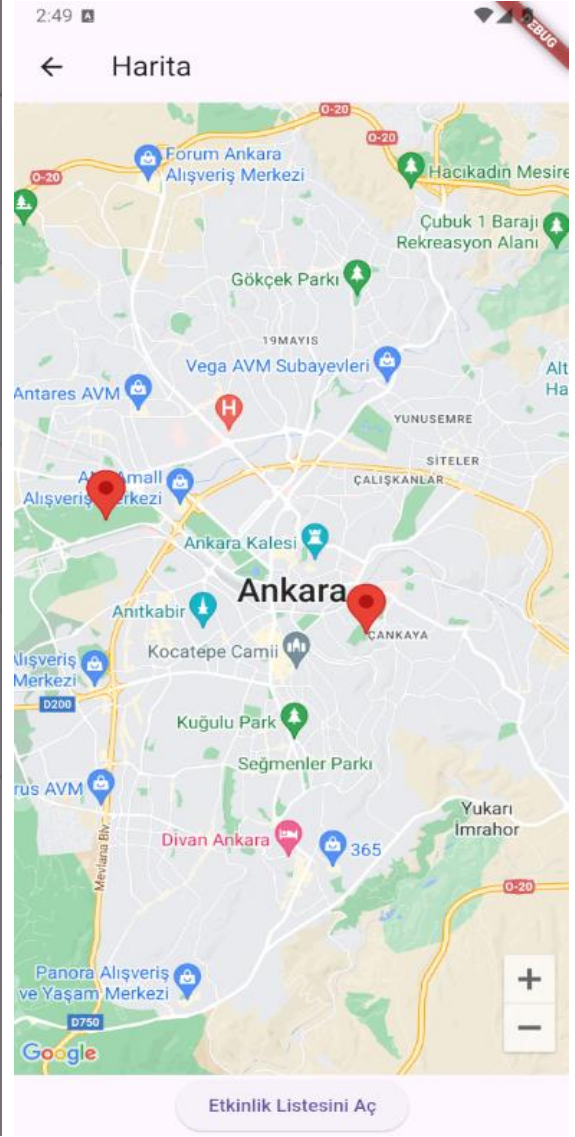 2:49
DEBUG
Harita
O-20
O-20
Forum Ankara
Alışveriş Merkezi
O-20
Hacıkadın Mesire
Çubuk 1 Barajı
Rekreasyon Alanı
Gökçek Parkı
19MAYIS
Vega AVM Subayevleri
Alt
Ha
Antares AVM
H
YUNUSEMRE
SİTELER
ÇALIŞKANLAR
Amall
Alışveriş Merkezi
Ankara Kalesi
Ankara
Anıtkabir
ÇANKAYA
Kocatepe Camii
Alışveriş
Merkezi
D200
Kuğulu Park
Seğmenler Parkı
rus AVM
Yukarı
İmrahor
Divan Ankara
365
Mevlana Blv.
O-20
Panora Alışveriş
ve Yaşam Merkezi
D750
+
−
Google
Etkinlik Listesini Aç